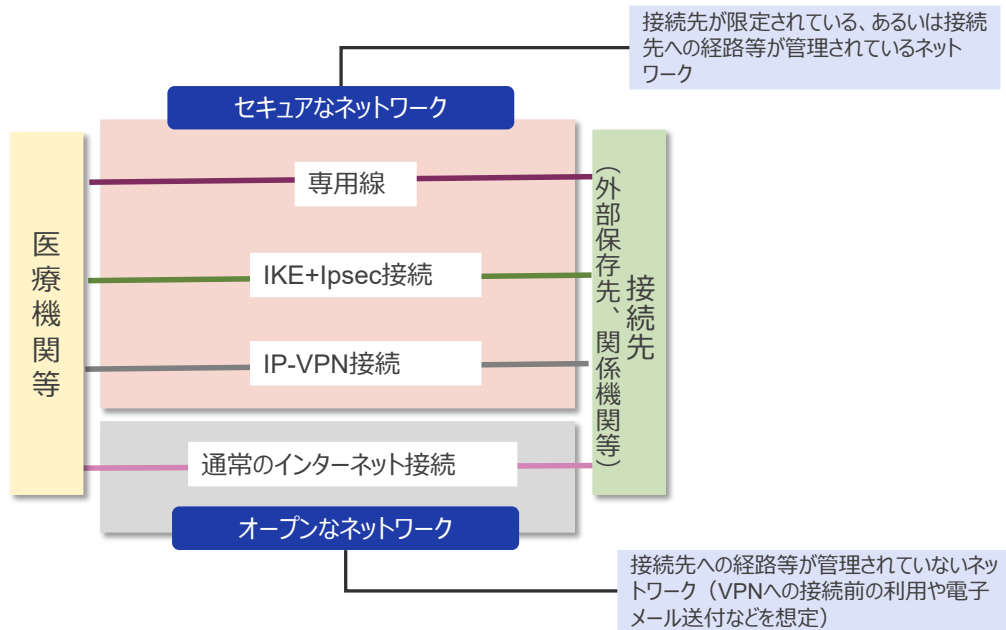 接続先が限定されている、あるいは接続
先への経路等が管理されているネット
ワーク
セキュアなネットワーク
医療機関等
専用線
IKE+Ipsec接続
IP-VPN接続
通常のインターネット接続
接続先
（外部保存先、関係機関等）
オープンなネットワーク
接続先への経路等が管理されていないネッ
トワーク（VPNへの接続前の利用や電子
メール送付などを想定）